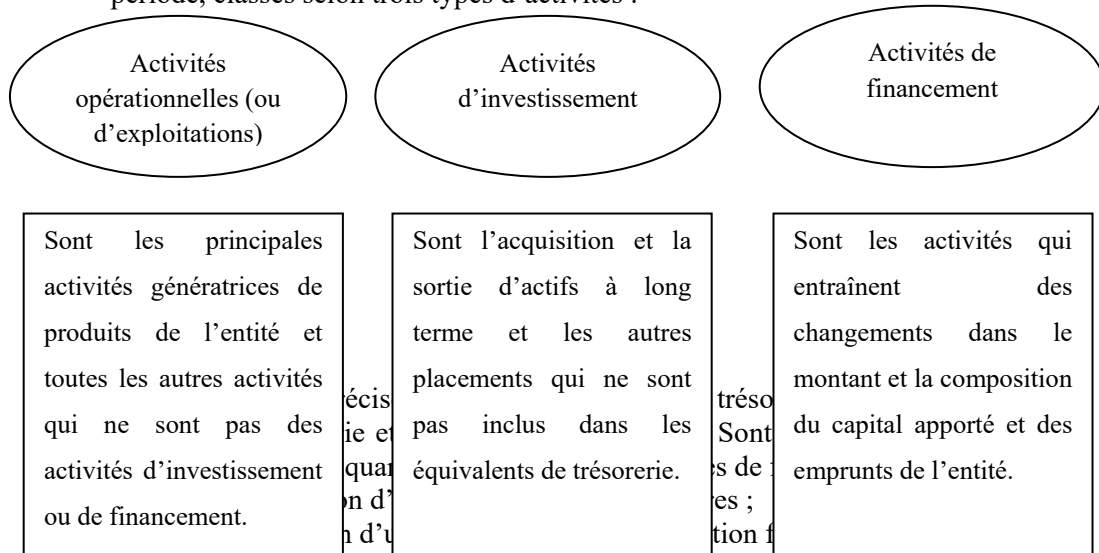 période, classés selon trois types d'activités :
Activités
opérationnelles (ou
d'exploitations)
Activités
d'investissement
Activités de
financement
Sont les principales
activités génératrices de
produits de l'entité et
toutes les autres activités
qui ne sont pas des
activités d'investissement
ou de financement.
Sont l'acquisition et la
sortie d'actifs à long
terme et les autres
placements qui ne sont
pas inclus dans les
équivalents de trésorerie.
Sont les activités qui
entraînent des
changements dans le
montant et la composition
du capital apporté et des
emprunts de l'entité.
Sont